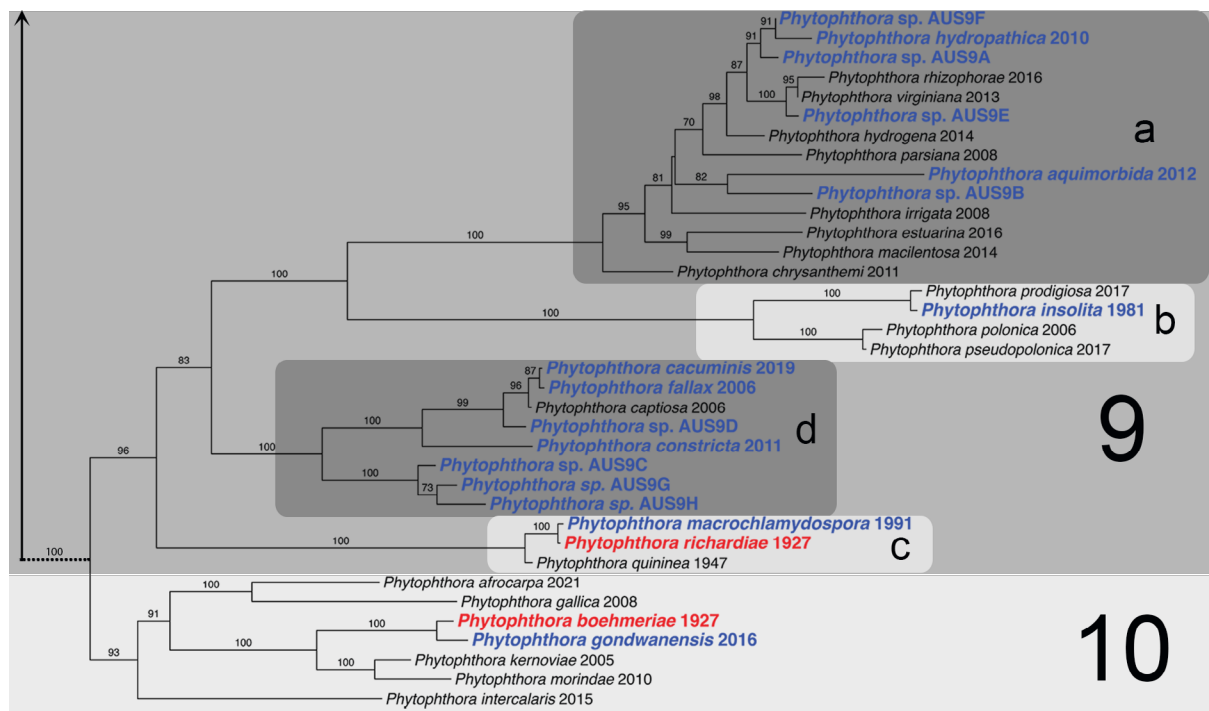 91 Phytophthora sp. AUS9F
91 Phytophthora hydropathica 2010
Phytophthora sp. AUS9A
87
95 Phytophthora rhizophorae 2016
100 Phytophthora virginiana 2013
98
Phytophthora sp. AUS9E
70
Phytophthora hydrogena 2014
a
Phytophthora parsiana 2008
81 82 Phytophthora aquimorbida 2012
Phytophthora sp. AUS9B
95 Phytophthora irrigata 2008
100 99 Phytophthora estuarina 2016
Phytophthora macilentosa 2014
100 Phytophthora chrysanthemi 2011
100 Phytophthora prodigiosa 2017
100 Phytophthora insolita 1981
b
100 Phytophthora polonica 2006
Phytophthora pseudopolonica 2017
83 87 Phytophthora cacuminis 2019
96 Phytophthora fallax 2006
99 Phytophthora captiosa 2006
100 Phytophthora sp. AUS9D
d
9
96 100 Phytophthora constricta 2011
100 Phytophthora sp. AUS9C
73 Phytophthora sp. AUS9G
Phytophthora sp. AUS9H
100 Phytophthora macrochlamydospora 1991
100 Phytophthora richardiae 1927
c
100 Phytophthora quininea 1947
100 Phytophthora afrocarpa 2021
Phytophthora gallica 2008
91 100 Phytophthora boehmeriae 1927
Phytophthora gondwanensis 2016
10
93 100 100 Phytophthora kernoviae 2005
Phytophthora morindae 2010
Phytophthora intercalaris 2015